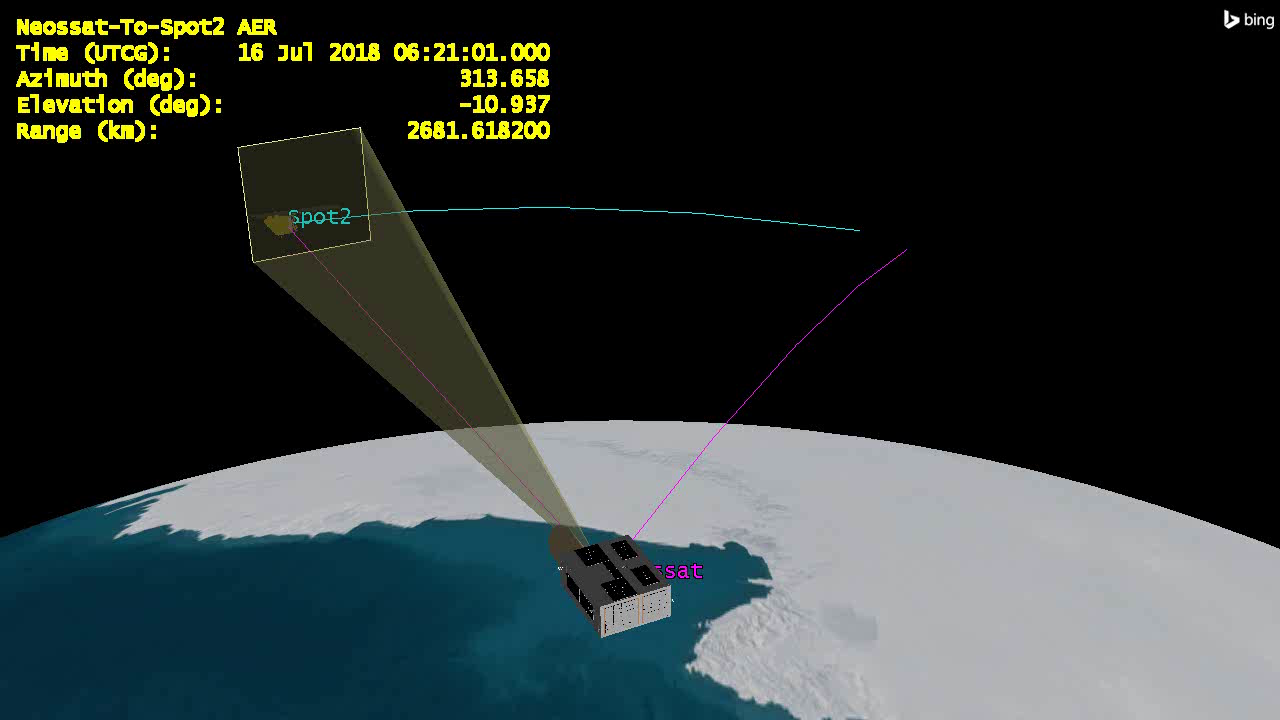 Neossat-To-Spot2 AER
Time (UTCG): 16 Jul 2018 06:21:01.000
Azimuth (deg): 313.658
Elevation (deg): -10.937
Range (km): 2681.618200
bing
Spot2
ssat